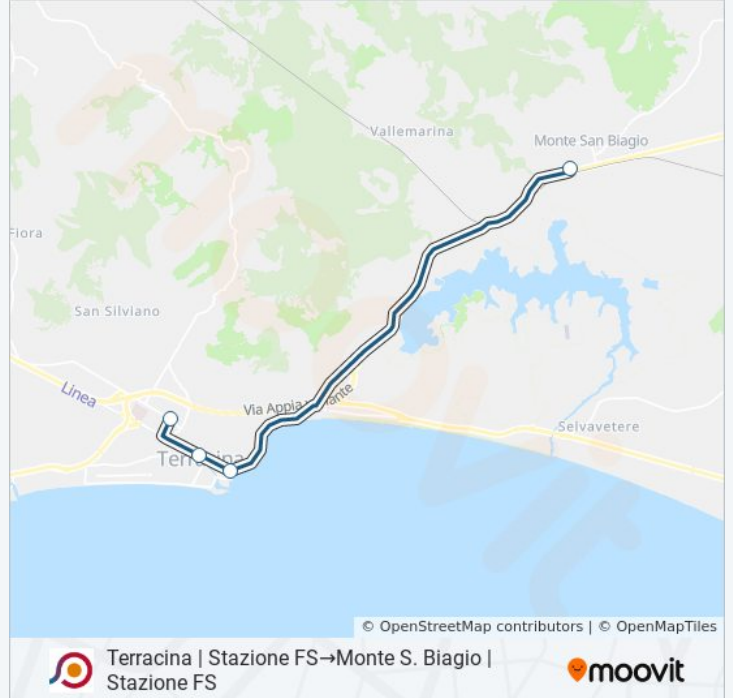 Vallemarina
Monte San Biagio
Fiora
San Silviano
Linea
Via Appia
Selvavetere
Terracina
© OpenStreetMap contributors | © OpenMapTiles
Terracina | Stazione FS→Monte S. Biagio |
Stazione FS
moovit